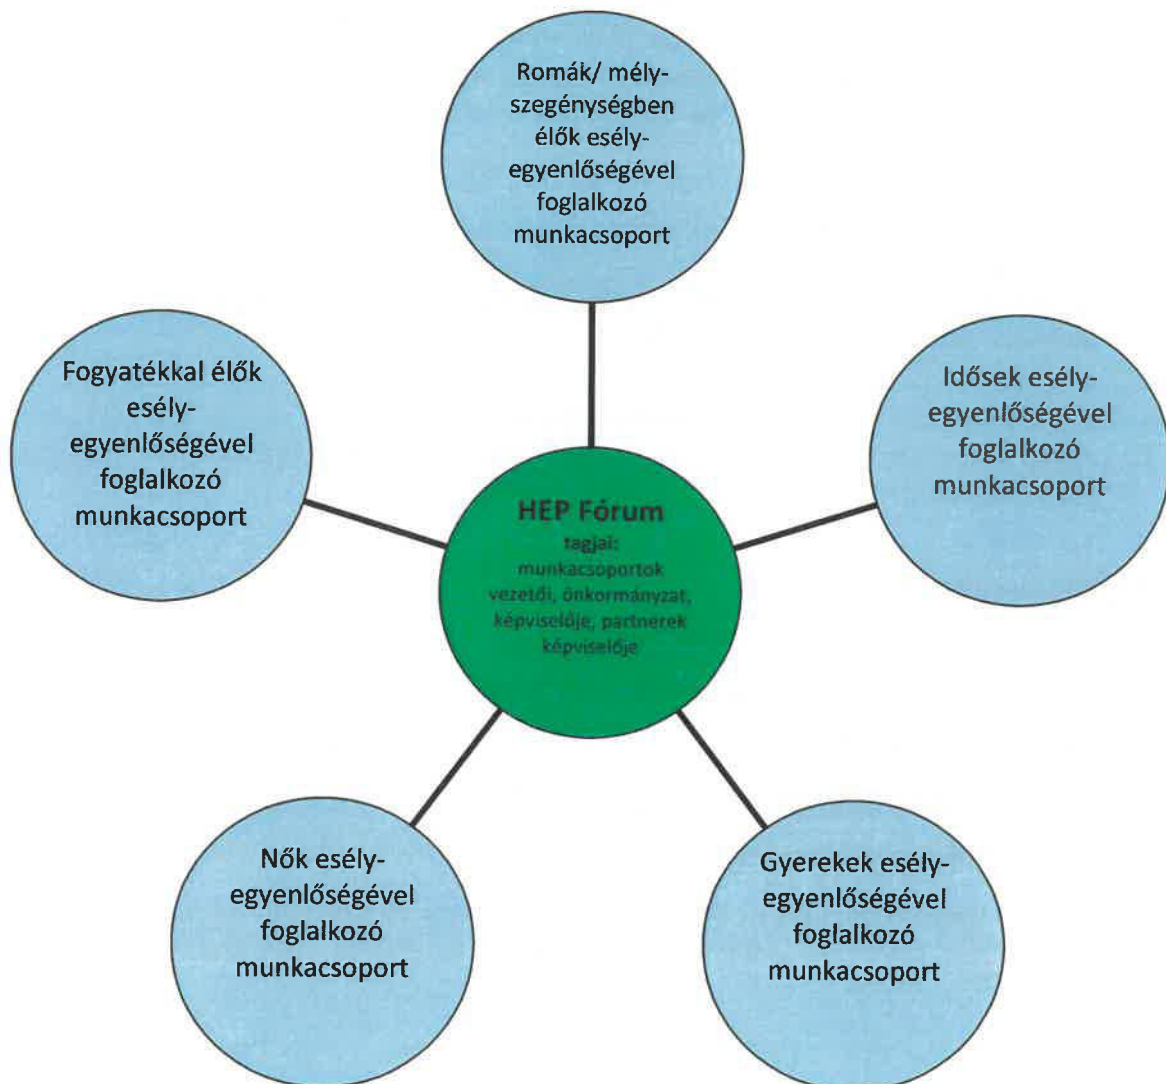 Romák/ mély-
szegénységben
élők esély-
egyenlőségével
foglalkozó
munkacsoport
Fogyatékkal élők
esély-
egyenlőségével
foglalkozó
munkacsoport
Idősek esély-
egyenlőségével
foglalkozó
munkacsoport
HEP Fórum
tagjai:
munkacsoportok
vezetői, önkormányzat,
képviselője, partnerek
képviselője
Nők esély-
egyenlőségével
foglalkozó
munkacsoport
Gyerekek esély-
egyenlőségével
foglalkozó
munkacsoport